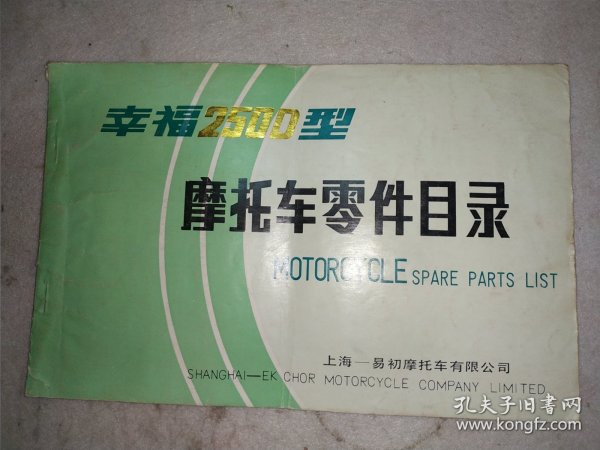 幸福250D型
摩托车零件目录
MOTORCYCLE SPARE PARTS LIST
上海—易初摩托车有限公司
SHANGHAI—EK CHOR MOTORCYCLE COMPANY LIMITED.
孔夫子旧书网
www.kongfz.com